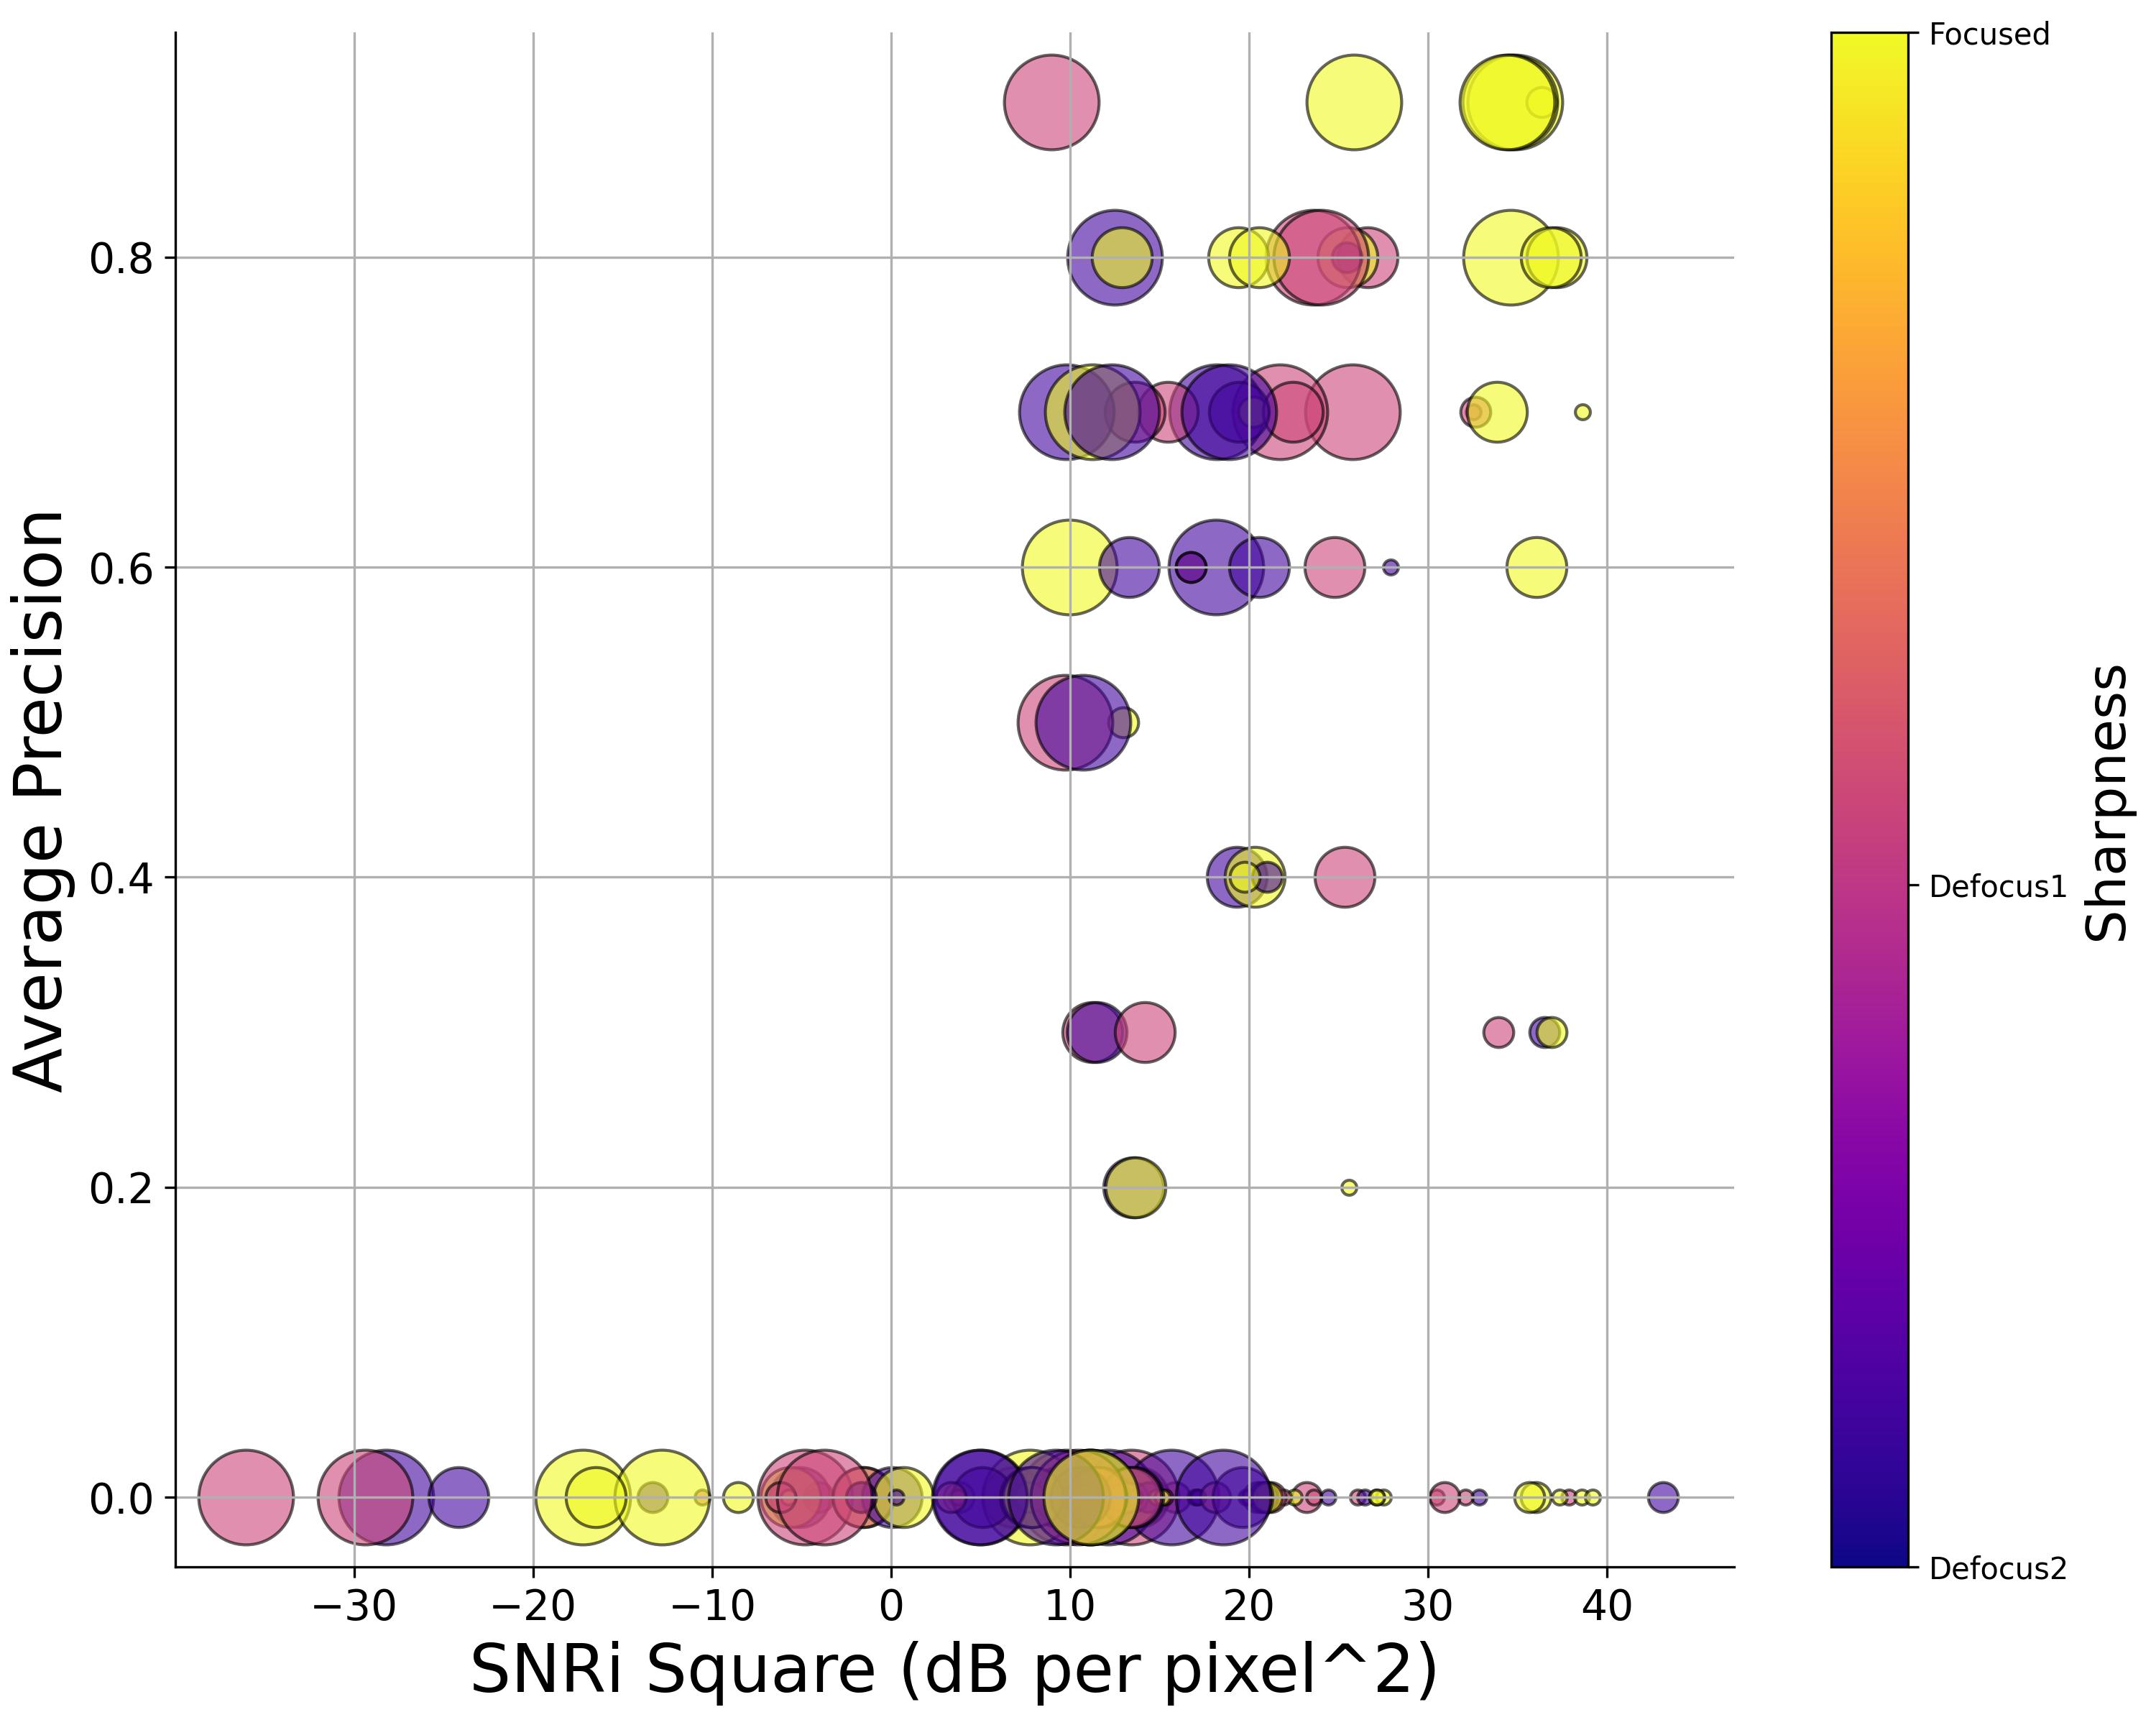 Average Precision
0.8
0.6
0.4
0.2
0.0
−30
−20
−10
0
10
20
30
40
SNRi Square (dB per pixel^2)
Focused
Defocus1
Defocus2
Sharpness